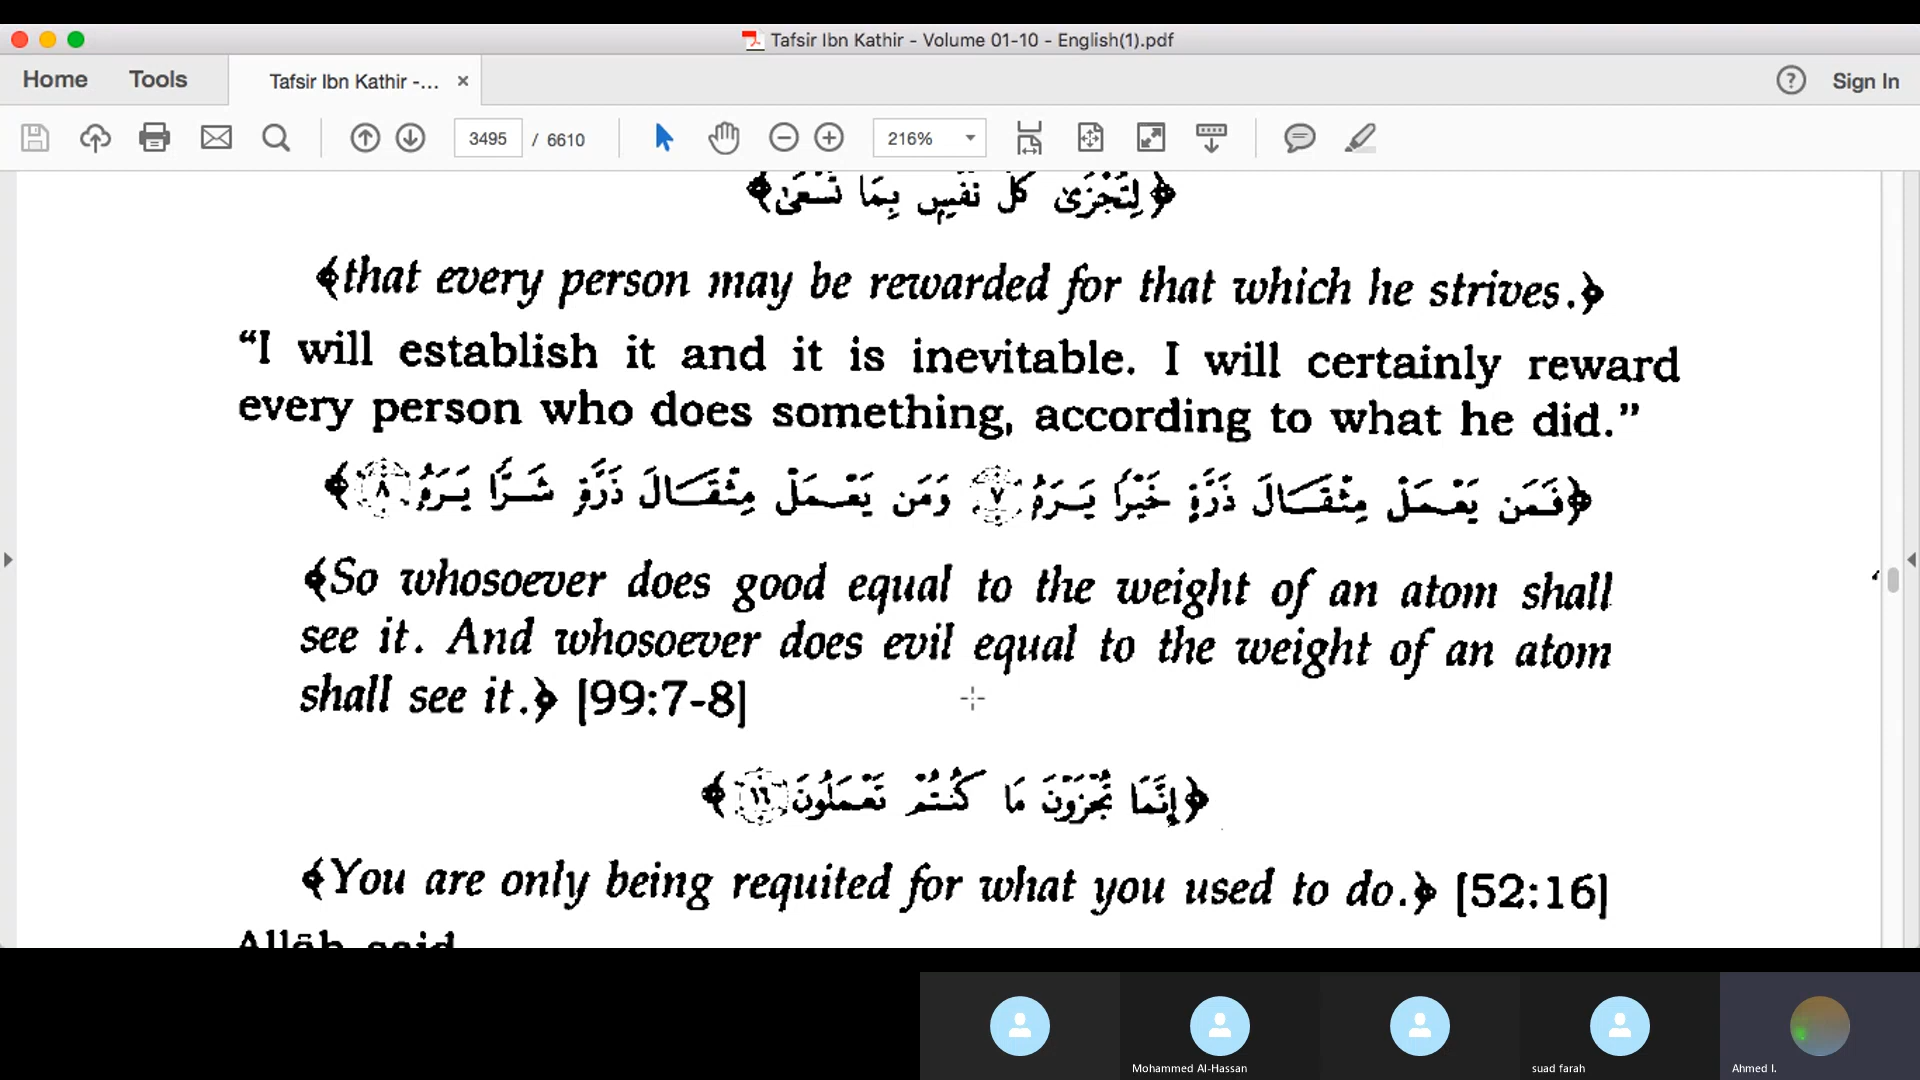 Tafsir Ibn Kathir - Volume 01-10 - English(1).pdf
Home Tools Tafsir Ibn Kathir -... × ? Sign In
3495 / 6610 216%
﴿لِتُجْزَىٰ كُلُّ نَفْسٍ بِمَا تَسْعَىٰ﴾
﴾that every person may be rewarded for that which he strives.﴿
“I will establish it and it is inevitable. I will certainly reward
every person who does something, according to what he did.”
﴿فَمَن يَعْمَلْ مِثْقَالَ ذَرَّةٍ خَيْرًا يَرَهُ ٧ وَمَن يَعْمَلْ مِثْقَالَ ذَرَّةٍ شَرًّا يَرَهُ ٨﴾
﴾So whosoever does good equal to the weight of an atom shall
see it. And whosoever does evil equal to the weight of an atom
shall see it.﴿ [99:7-8]
﴿إِنَّمَا تُجْزَوْنَ مَا كُنتُمْ تَعْمَلُونَ ١٦﴾
﴾You are only being requited for what you used to do.﴿ [52:16]
Allāh said
Mohammed Al-Hassan
suad farah
Ahmed I.